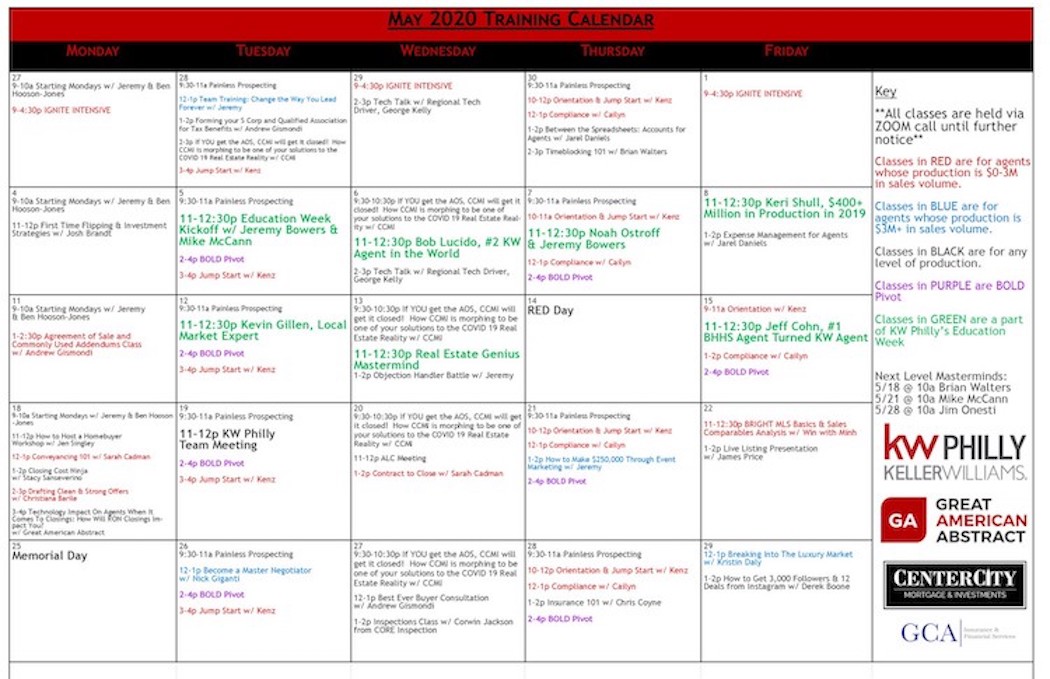 MAY 2020 TRAINING CALENDAR
MONDAY
TUESDAY
WEDNESDAY
THURSDAY
FRIDAY
27
9-10a Starting Mondays w/ Jeremy & Ben
Hooson-Jones
9-4:30p IGNITE INTENSIVE
28
9:30-11a Painless Prospecting
12-1p Team Training: Change the Way You Lead
Forever w/ Jeremy
1-2p Forming your S Corp and Qualified Association
for Tax Benefits w/ Andrew Gismondi
2-3p If YOU get the AOS, CCMI will get it closed! How
CCMI is morphing to be one of your solutions to the
COVID 19 Real Estate Reality w/ CCMI
3-4p Jump Start w/ Kenz
29
9-4:30p IGNITE INTENSIVE
2-3p Tech Talk w/ Regional Tech
Driver, George Kelly
30
9:30-11a Painless Prospecting
10-12p Orientation & Jump Start w/ Kenz
12-1p Compliance w/ Cailyn
1-2p Between the Spreadsheets: Accounts for
Agents w/ Jarel Daniels
2-3p Timeblocking 101 w/ Brian Walters
1
9-4:30p IGNITE INTENSIVE
4
9-10a Starting Mondays w/ Jeremy & Ben
Hooson-Jones
11-12p First Time Flipping & Investment
Strategies w/ Josh Brandt
5
9:30-11a Painless Prospecting
11-12:30p Education Week
Kickoff w/ Jeremy Bowers &
Mike McCann
2-4p BOLD Pivot
3-4p Jump Start w/ Kenz
6
9:30-10:30p If YOU get the AOS, CCMI will get it
closed! How CCMI is morphing to be one of
your solutions to the COVID 19 Real Estate Real-
ity w/ CCMI
11-12:30p Bob Lucido, #2 KW
Agent in the World
2-3p Tech Talk w/ Regional Tech Driver,
George Kelly
7
9:30-11a Painless Prospecting
10-11a Orientation & Jump Start w/ Kenz
11-12:30p Noah Ostroff
& Jeremy Bowers
12-1p Compliance w/ Cailyn
2-4p BOLD Pivot
8
11-12:30p Keri Shull, $400+
Million in Production in 2019
1-2p Expense Management for Agents
w/ Jarel Daniels
11
9-10a Starting Mondays w/ Jeremy
& Ben Hooson-Jones
1-2:30p Agreement of Sale and
Commonly Used Addendums Class
w/ Andrew Gismondi
12
9:30-11a Painless Prospecting
11-12:30p Kevin Gillen, Local
Market Expert
2-4p BOLD Pivot
3-4p Jump Start w/ Kenz
13
9:30-10:30p If YOU get the AOS, CCMI will
get it closed! How CCMI is morphing to be
one of your solutions to the COVID 19 Real
Estate Reality w/ CCMI
11-12:30p Real Estate Genius
Mastermind
1-2p Objection Handler Battle w/ Jeremy
14
RED Day
15
9-11a Orientation w/ Kenz
11-12:30p Jeff Cohn, #1
BHHS Agent Turned KW Agent
1-2p Compliance w/ Cailyn
2-4p BOLD Pivot
18
9-10a Starting Mondays w/ Jeremy & Ben Hooson
-Jones
11-12p How to Host a Homebuyer
Workshop w/ Jen Singley
12-1p Conveyancing 101 w/ Sarah Cadman
1-2p Closing Cost Ninja
w/ Stacy Sanseverino
2-3p Drafting Clean & Strong Offers
w/ Christiana Barile
3-4p Technology Impact On Agents When It
Comes To Closings: How Will RON Closings Im-
pact You?
w/ Great American Abstract
19
9:30-11a Painless Prospecting
11-12p KW Philly
Team Meeting
2-4p BOLD Pivot
3-4p Jump Start w/ Kenz
20
9:30-10:30p If YOU get the AOS, CCMI will get
it closed! How CCMI is morphing to be one of
your solutions to the COVID 19 Real Estate
Reality w/ CCMI
11-12p ALC Meeting
1-2p Contract to Close w/ Sarah Cadman
21
9:30-11a Painless Prospecting
10-12p Orientation & Jump Start w/ Kenz
12-1p Compliance w/ Cailyn
1-2p How to Make $250,000 Through Event
Marketing w/ Jeremy
2-4p BOLD Pivot
22
11-12:30p BRIGHT MLS Basics & Sales
Comparables Analysis w/ Win with Minh
1-2p Live Listing Presentation
w/ James Price
25
Memorial Day
26
9:30-11a Painless Prospecting
12-1p Become a Master Negotiator
w/ Nick Giganti
2-4p BOLD Pivot
3-4p Jump Start w/ Kenz
27
9:30-10:30p If YOU get the AOS, CCMI will
get it closed! How CCMI is morphing to be
one of your solutions to the COVID 19 Real
Estate Reality w/ CCMI
12-1p Best Ever Buyer Consultation
w/ Andrew Gismondi
1-2p Inspections Class w/ Corwin Jackson
from CORE Inspection
28
9:30-11a Painless Prospecting
10-12p Orientation & Jump Start w/ Kenz
12-1p Compliance w/ Cailyn
1-2p Insurance 101 w/ Chris Coyne
2-4p BOLD Pivot
29
12-1p Breaking Into The Luxury Market
w/ Kristin Daly
1-2p How to Get 3,000 Followers & 12
Deals from Instagram w/ Derek Boone
Key
**All classes are held via
ZOOM call until further
notice**
Classes in RED are for agents
whose production is $0-3M
in sales volume.
Classes in BLUE are for
agents whose production is
$3M+ in sales volume.
Classes in BLACK are for any
level of production.
Classes in PURPLE are BOLD
Pivot
Classes in GREEN are a part
of KW Philly's Education
Week
Next Level Masterminds:
5/18 @ 10a Brian Walters
5/21 @ 10a Mike McCann
5/28 @ 10a Jim Onesti
kw PHILLY
KELLERWILLIAMS.
GA
GREAT
AMERICAN
ABSTRACT
CENTERCITY
MORTGAGE & INVESTMENTS
GCA
Insurance &
Financial Services